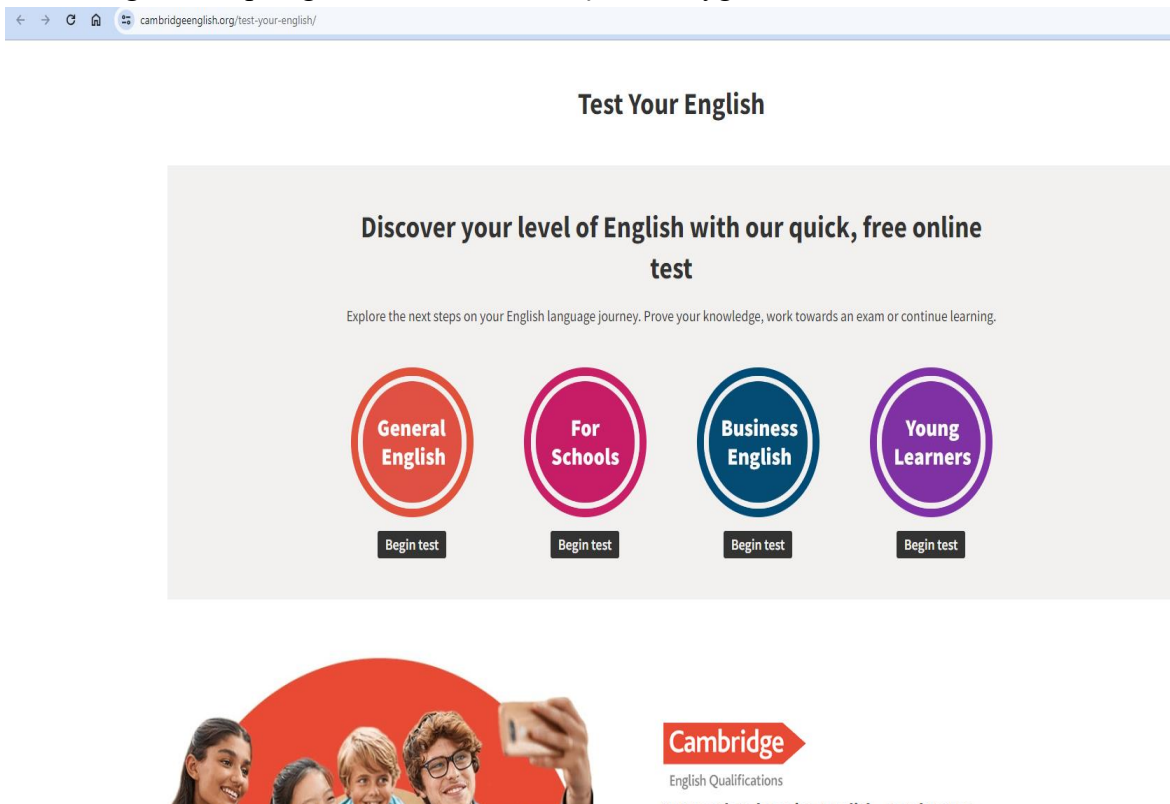 cambridgeenglish.org/test-your-english/
Test Your English
Discover your level of English with our quick, free online
test
Explore the next steps on your English language journey. Prove your knowledge, work towards an exam or continue learning.
General
English
For
Schools
Business
English
Young
Learners
Begin test
Begin test
Begin test
Begin test
Cambridge
English Qualifications